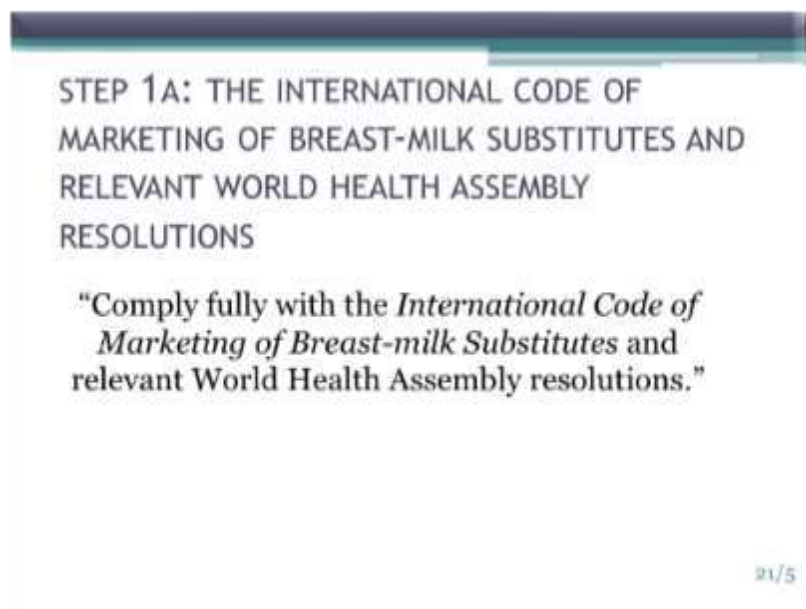 STEP 1A: THE INTERNATIONAL CODE OF
MARKETING OF BREAST-MILK SUBSTITUTES AND
RELEVANT WORLD HEALTH ASSEMBLY
RESOLUTIONS
“Comply fully with the International Code of
Marketing of Breast-milk Substitutes and
relevant World Health Assembly resolutions.”
21/5